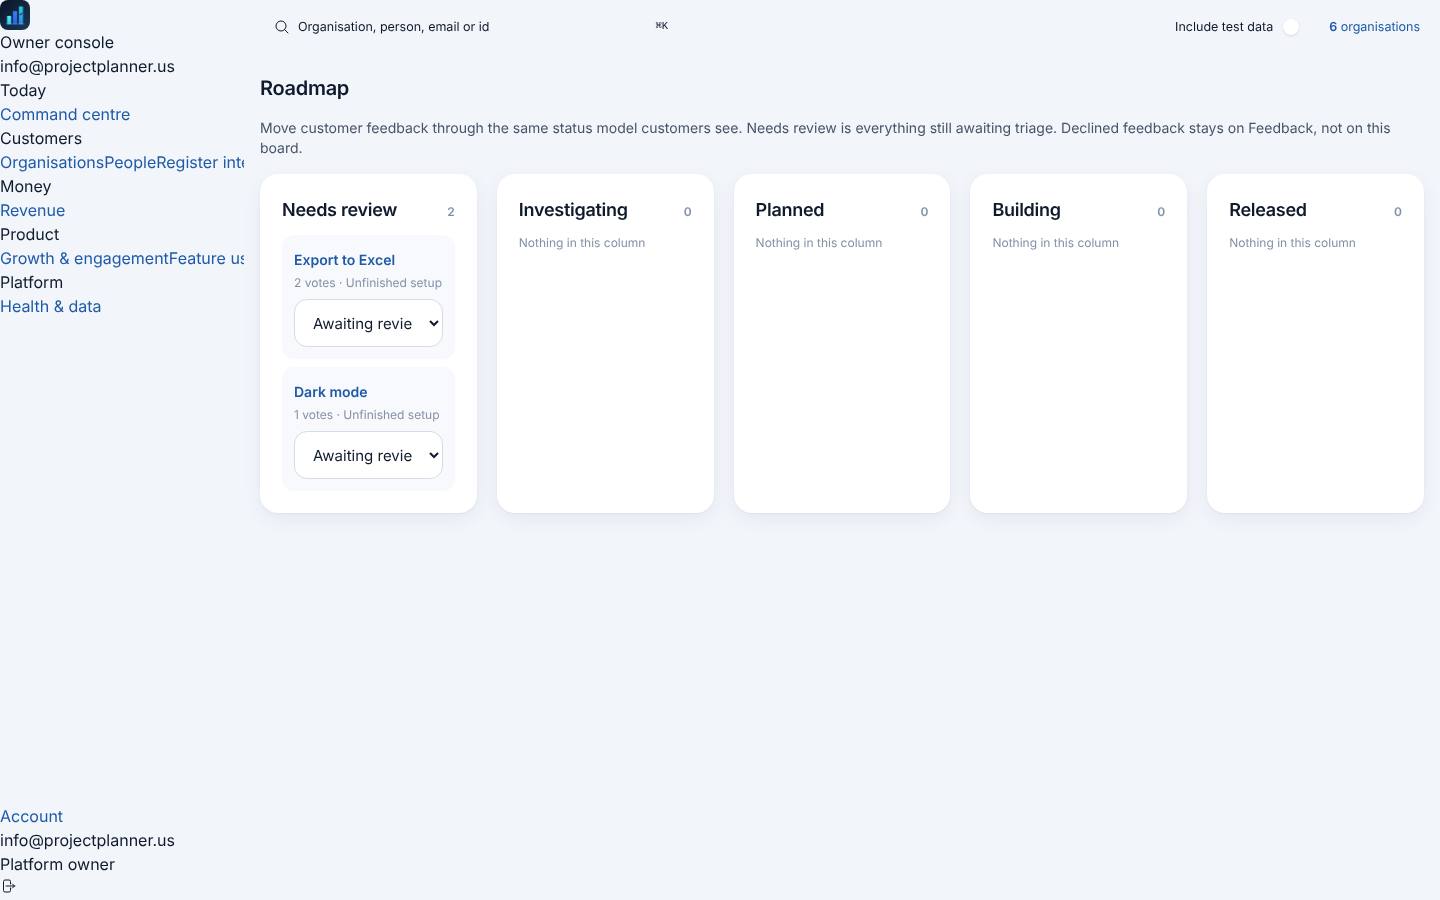 Owner console
info@projectplanner.us
Today
Command centre
Customers
OrganisationsPeopleRegister inte
Money
Revenue
Product
Growth & engagementFeature us
Platform
Health & data
Account
info@projectplanner.us
Platform owner
Organisation, person, email or id
⌘K
Include test data
6 organisations
Roadmap
Move customer feedback through the same status model customers see. Needs review is everything still awaiting triage. Declined feedback stays on Feedback, not on this
board.
Needs review 2
Export to Excel
2 votes · Unfinished setup
Awaiting revie
Dark mode
1 votes · Unfinished setup
Awaiting revie
Investigating 0
Nothing in this column
Planned 0
Nothing in this column
Building 0
Nothing in this column
Released 0
Nothing in this column